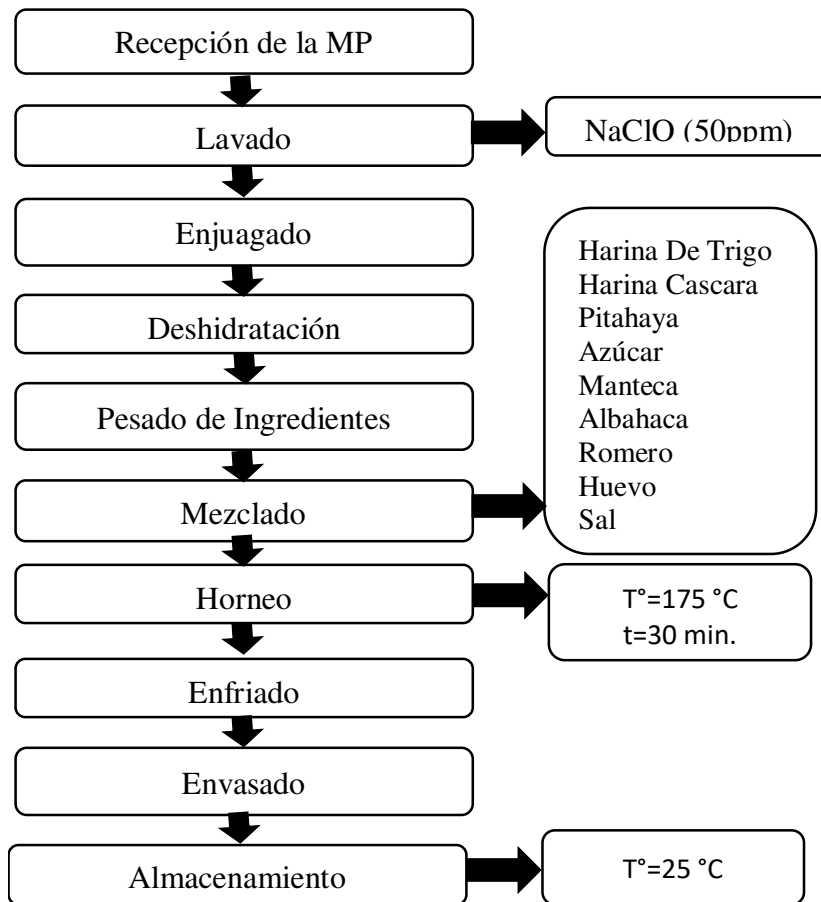 Recepción de la MP
Lavado
NaClO (50ppm)
Enjuagado
Deshidratación
Pesado de Ingredientes
Mezclado
Harina De Trigo
Harina Cascara
Pitahaya
Azúcar
Manteca
Albahaca
Romero
Huevo
Sal
Horneo
T°=175 °C
t=30 min.
Enfriado
Envasado
Almacenamiento
T°=25 °C